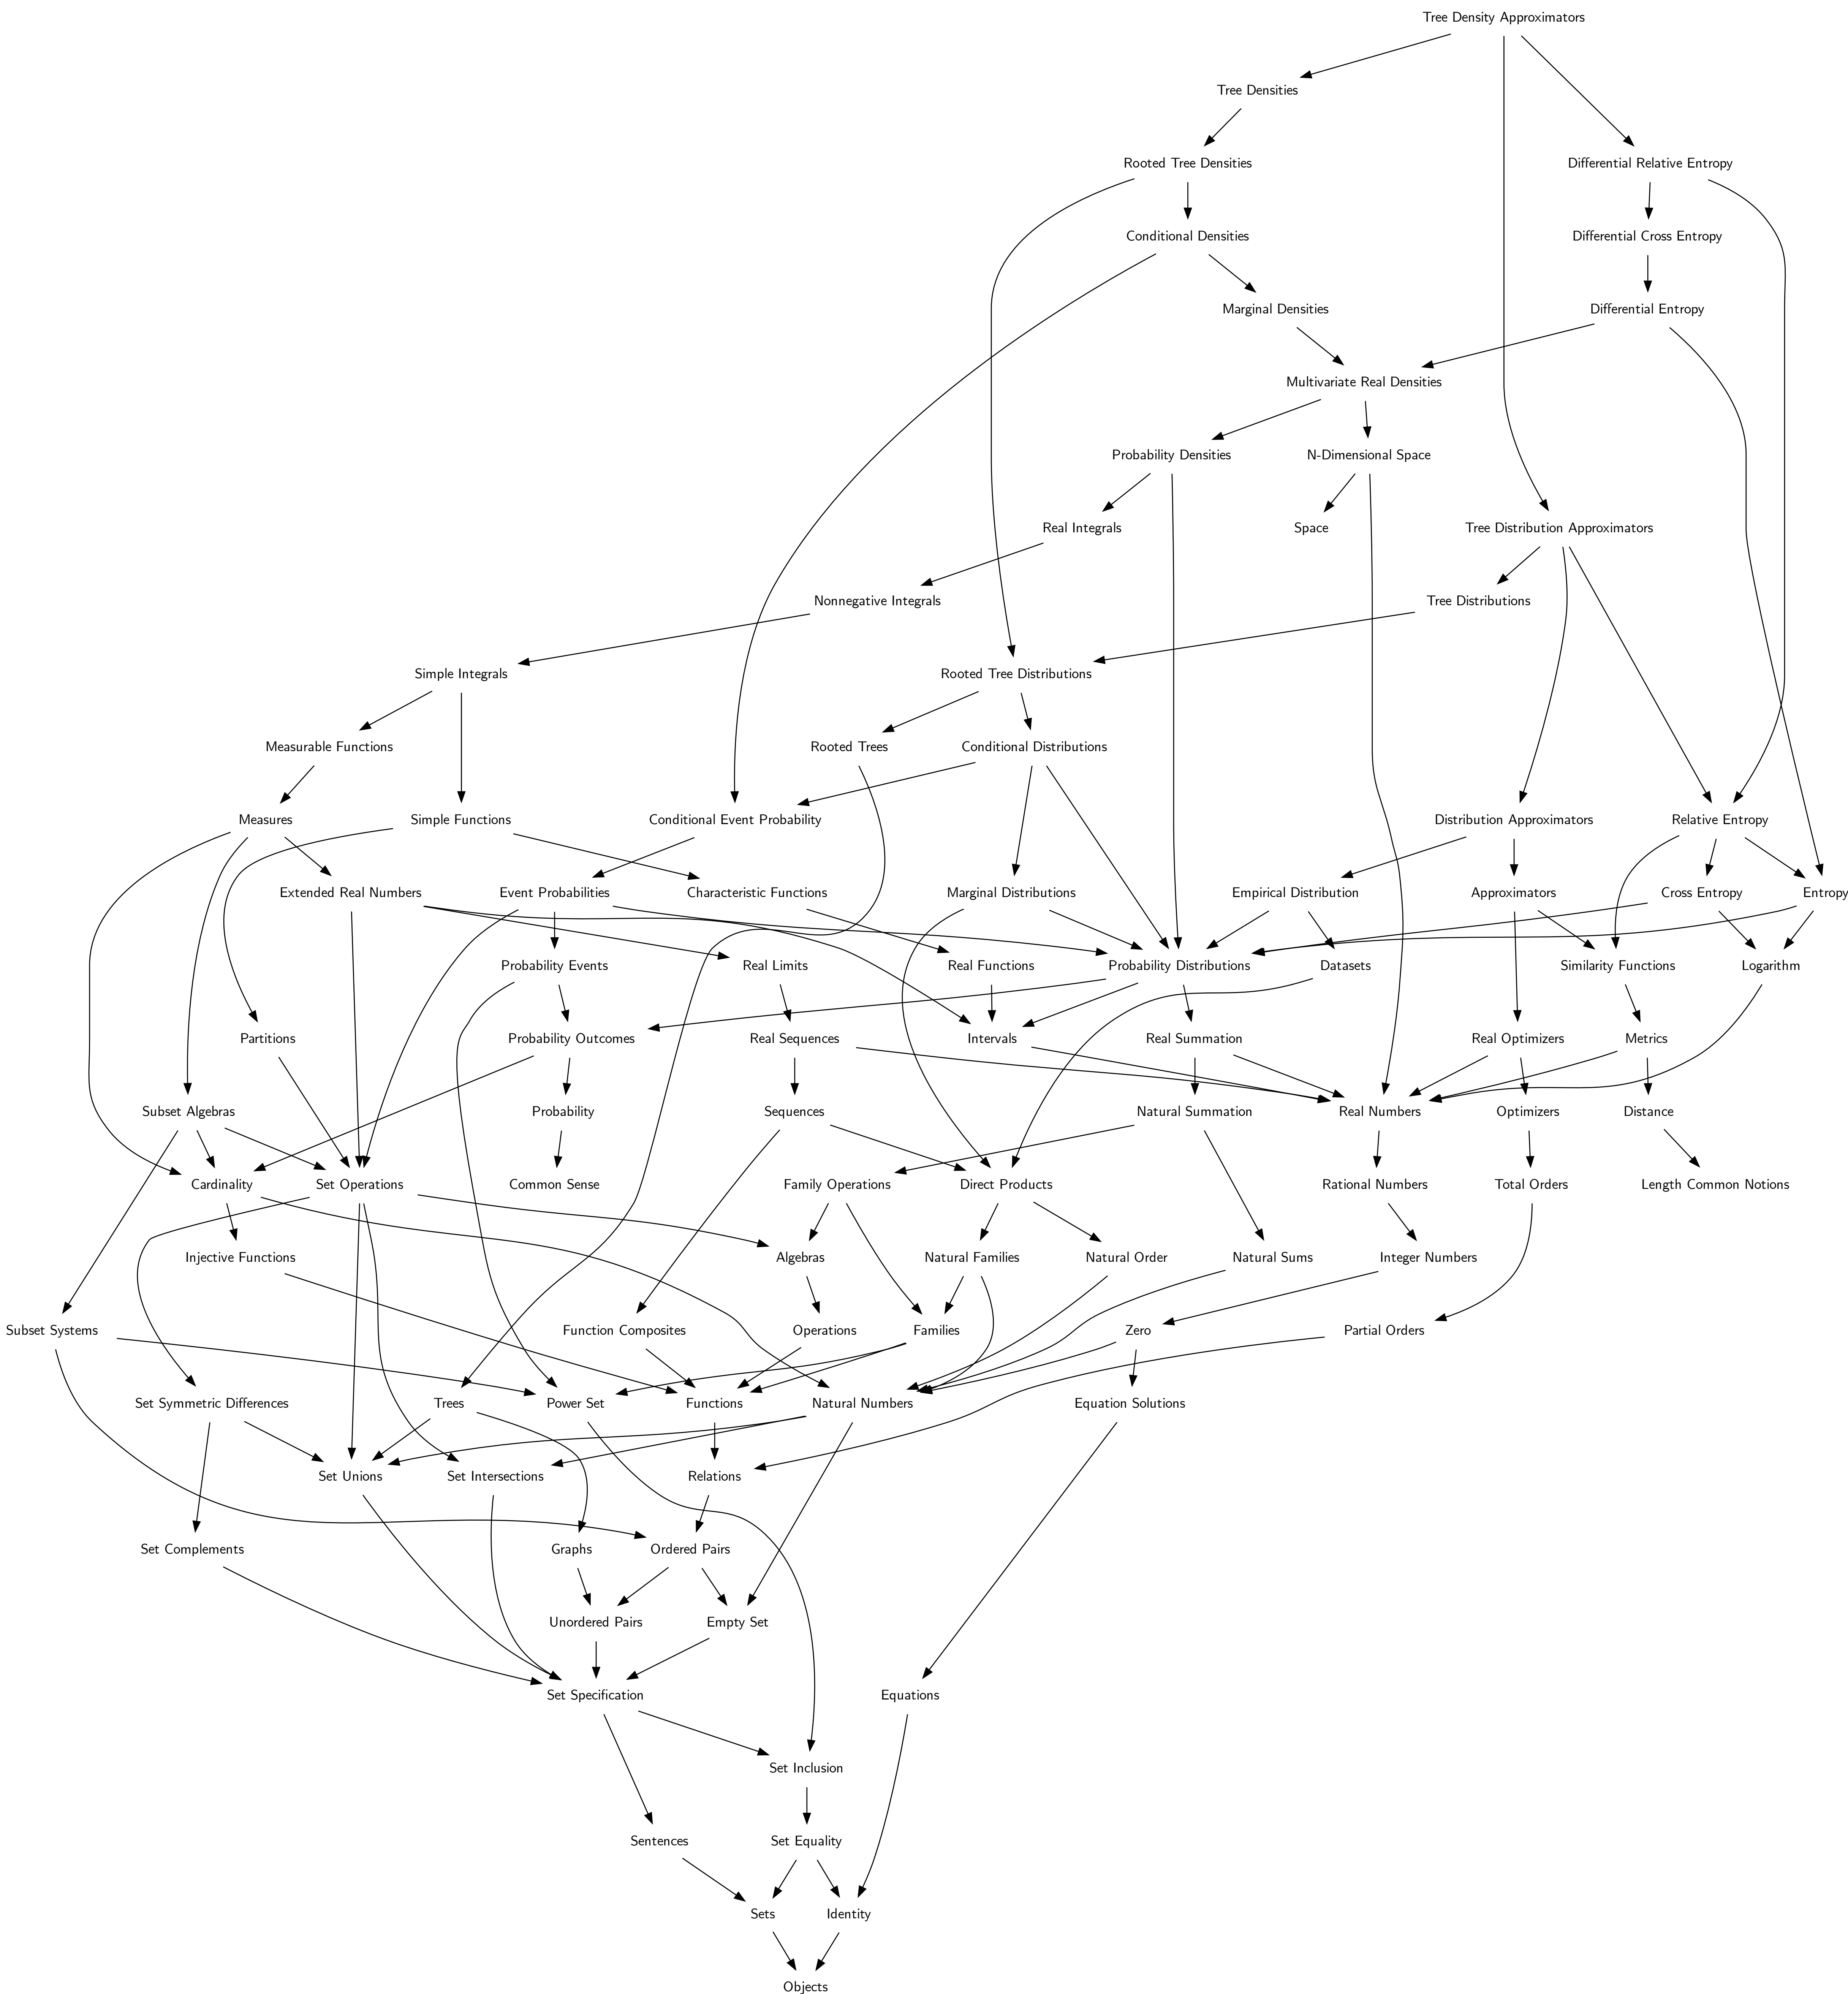 Tree Density Approximators
Tree Densities
Rooted Tree Densities
Differential Relative Entropy
Conditional Densities
Differential Cross Entropy
Marginal Densities
Differential Entropy
Multivariate Real Densities
Probability Densities
N-Dimensional Space
Real Integrals
Space
Tree Distribution Approximators
Nonnegative Integrals
Tree Distributions
Simple Integrals
Rooted Tree Distributions
Measurable Functions
Rooted Trees
Conditional Distributions
Measures
Simple Functions
Conditional Event Probability
Distribution Approximators
Relative Entropy
Extended Real Numbers
Event Probabilities
Characteristic Functions
Marginal Distributions
Empirical Distribution
Approximators
Cross Entropy
Entropy
Probability Events
Real Limits
Real Functions
Probability Distributions
Datasets
Similarity Functions
Logarithm
Partitions
Probability Outcomes
Real Sequences
Intervals
Real Summation
Real Optimizers
Metrics
Subset Algebras
Probability
Sequences
Natural Summation
Real Numbers
Optimizers
Distance
Cardinality
Set Operations
Common Sense
Family Operations
Direct Products
Rational Numbers
Total Orders
Length Common Notions
Injective Functions
Algebras
Natural Families
Natural Order
Natural Sums
Integer Numbers
Subset Systems
Function Composites
Operations
Families
Zero
Partial Orders
Set Symmetric Differences
Trees
Power Set
Functions
Natural Numbers
Equation Solutions
Set Unions
Set Intersections
Relations
Set Complements
Graphs
Ordered Pairs
Unordered Pairs
Empty Set
Set Specification
Equations
Set Inclusion
Sentences
Set Equality
Sets
Identity
Objects